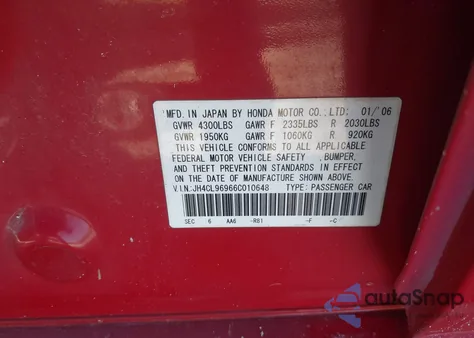 MFD. IN JAPAN BY HONDA MOTOR CO., LTD: 01/'06
GVWR 4300LBS GAWR F 2335LBS R 2030LBS
GVWR 1950KG GAWR F 1060KG R 920KG
THIS VEHICLE CONFORMS TO ALL APPLICABLE
FEDERAL MOTOR VEHICLE SAFETY ,BUMPER,
AND THEFT PREVENTION STANDARDS IN EFFECT
ON THE DATE OF MANUFACTURE SHOWN ABOVE.
V.I.N:JH4CL96966C010648 TYPE: PASSENGER CAR
SEC 6 AA6 -R81 -F -C
autoSnap